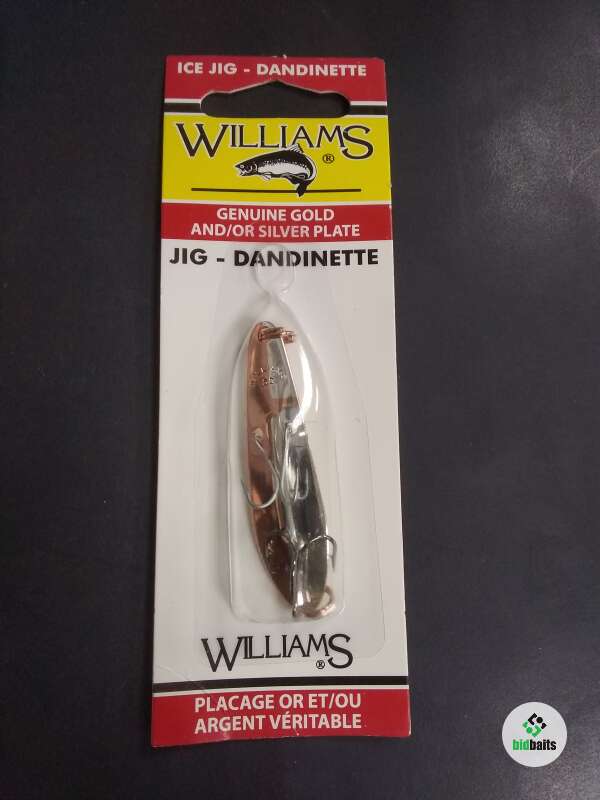 ICE JIG - DANDINETTE
WILLIAMS
®
GENUINE GOLD
AND/OR SILVER PLATE
JIG - DANDINETTE
WILLIAMS
®
PLACAGE OR ET/OU
ARGENT VÉRITABLE
bidbaits